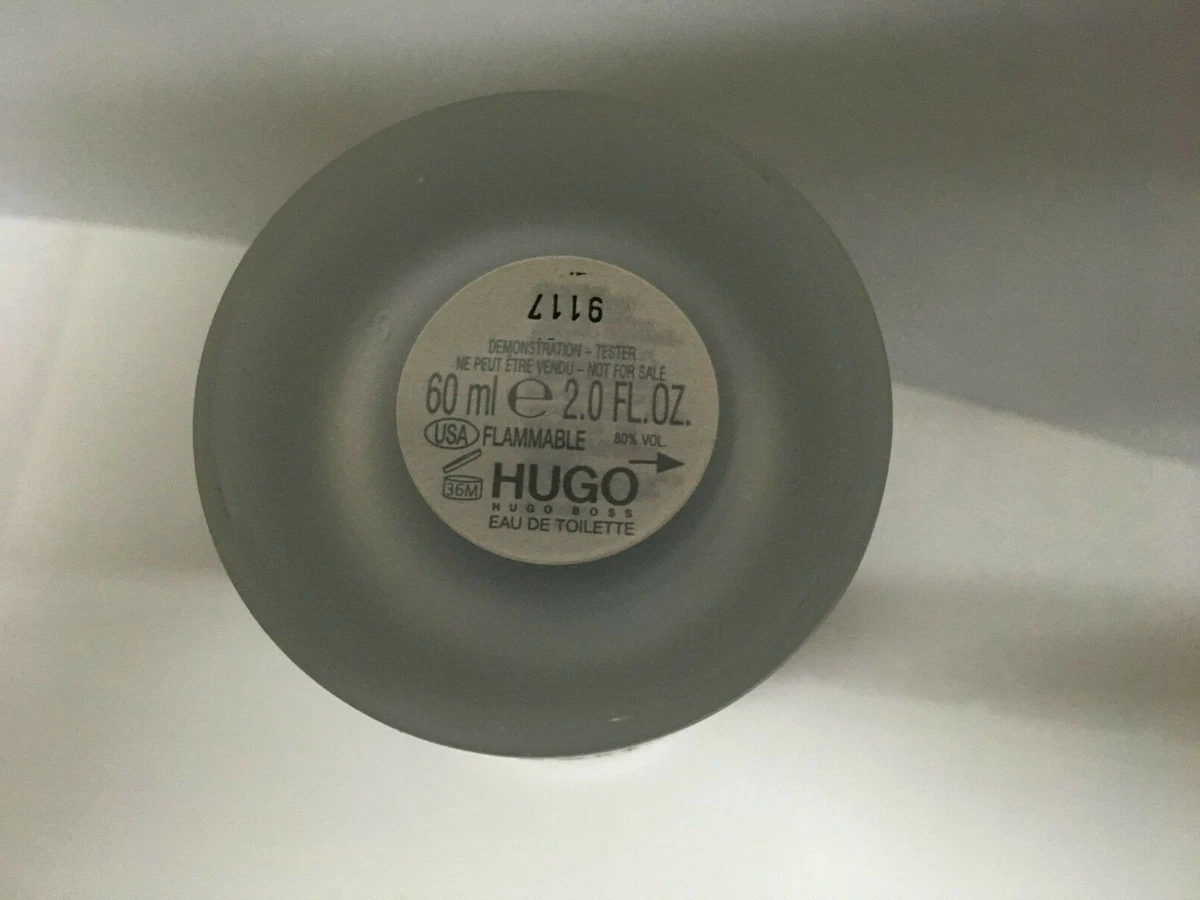 9117
DEMONSTRATION – TESTER
NE PEUT ÊTRE VENDU – NOT FOR SALE
60 ml ℮ 2.0 FL.OZ.
USA FLAMMABLE 80% VOL.
36M HUGO
HUGO BOSS
EAU DE TOILETTE